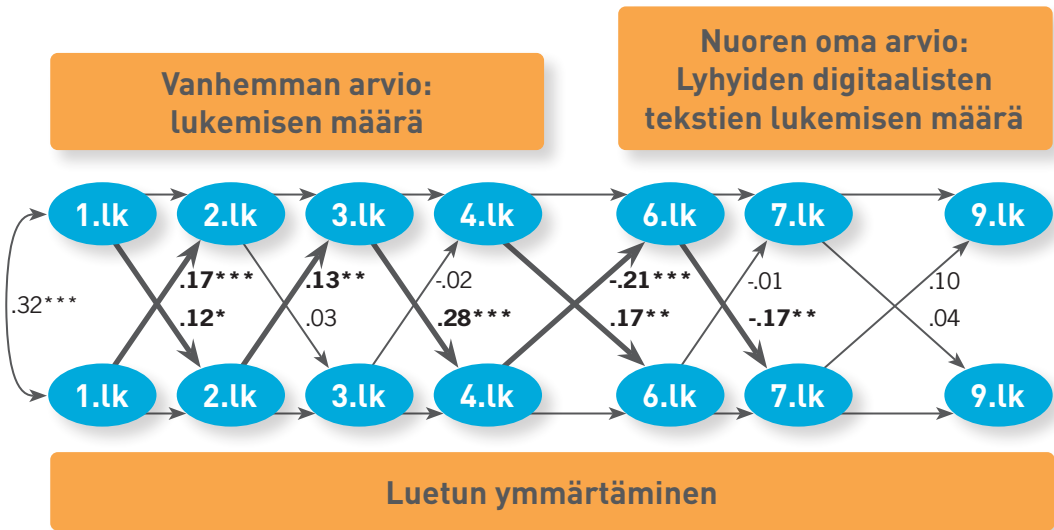 Vanhemman arvio:
lukemisen määrä
Nuoren oma arvio:
Lyhyiden digitaalisten
tekstien lukemisen määrä
1.lk 2.lk 3.lk 4.lk 6.lk 7.lk 9.lk
.17*** .13** -.02 -.21*** -.01 .10
.32***
.12* .03 .28*** .17** -.17** .04
1.lk 2.lk 3.lk 4.lk 6.lk 7.lk 9.lk
Luetun ymmärtäminen